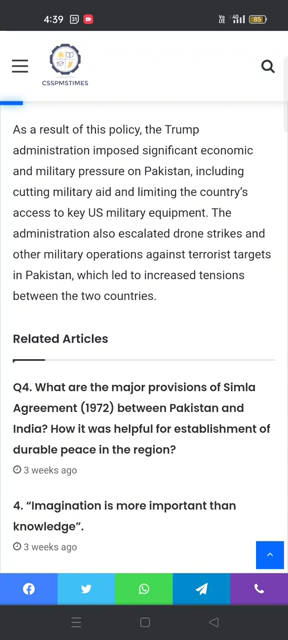 4:39
85
CSSPMSTIMES
As a result of this policy, the Trump
administration imposed significant economic
and military pressure on Pakistan, including
cutting military aid and limiting the country's
access to key US military equipment. The
administration also escalated drone strikes and
other military operations against terrorist targets
in Pakistan, which led to increased tensions
between the two countries.
Related Articles
Q4. What are the major provisions of Simla
Agreement (1972) between Pakistan and
India? How it was helpful for establishment of
durable peace in the region?
3 weeks ago
4. “Imagination is more important than
knowledge”.
3 weeks ago